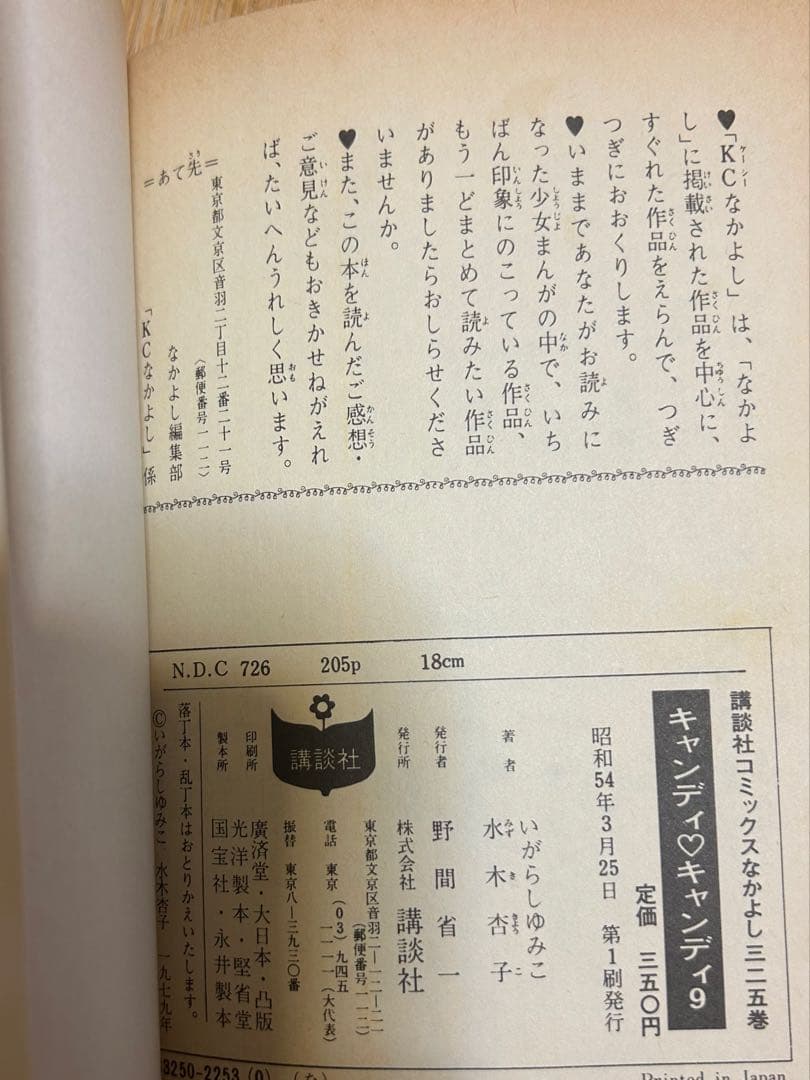 ♥「KCなかよし」は、「なかよ
し」に掲載された作品を中心に、
すぐれた作品をえらんで、つぎ
つぎにおおくりします。
♥いままであなたがお読みに
なった少女まんがの中で、いち
ばん印象にのこっている作品、
もう一どまとめて読みたい作品
がありましたらおしらせくださ
いませんか。
♥また、この本を読んだご感想・
ご意見などもおきかせねがえれ
ば、たいへんうれしく思います。
=あて先=
東京都文京区音羽二丁目十二番二十一号
(郵便番号一一二)
なかよし編集部
「KCなかよし」係
N.D.C 726 205p 18cm
講談社コミックスなかよし 三二五巻
キャンディ♡キャンディ9
定価 三五〇円
昭和54年3月25日 第1刷発行
著者 いがらしゆみこ
水木杏子
発行者 野間省一
発行所 株式会社 講談社
東京都文京区音羽二―一二―二一
(郵便番号一一二)
電話 東京(03)九四五
一一一一(大代表)
振替 東京八―三九三〇番
講談社
印刷所 廣済堂・大日本・凸版
製本所 光洋製本・堅省堂
国宝社・永井製本
落丁本・乱丁本はおとりかえいたします。
©いがらしゆみこ 水木杏子 一九七九年
3250-2253 (0) (な)
Printed in Japan